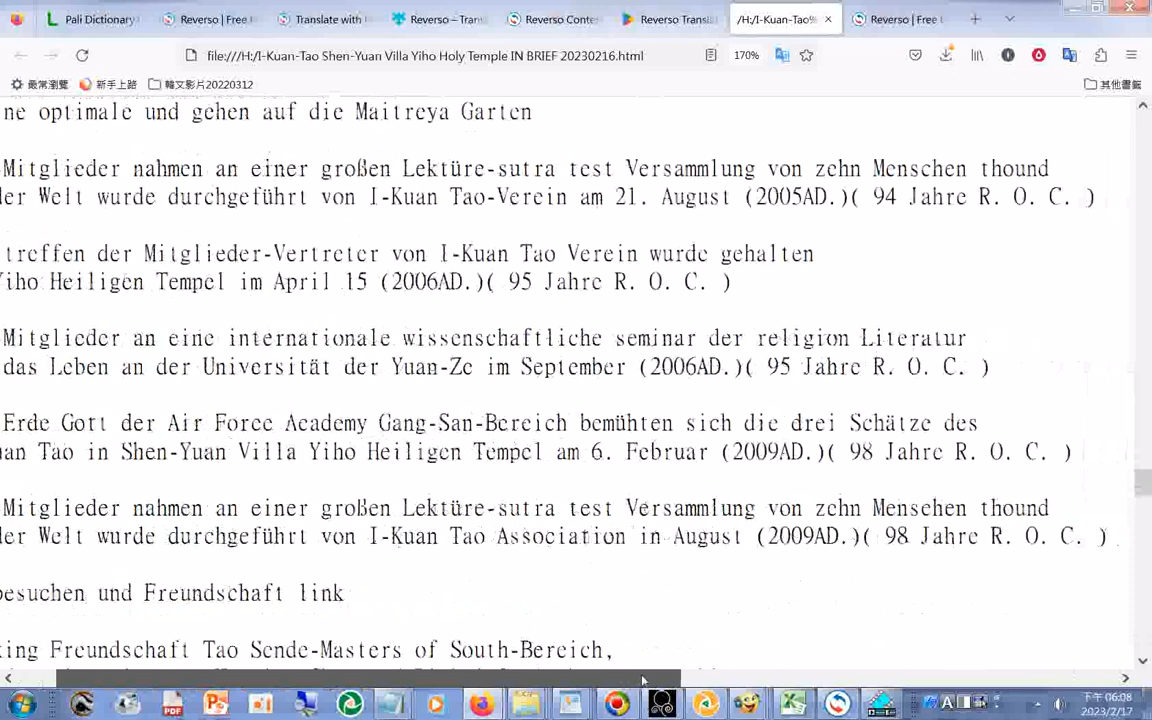 Pali Dictionary
Reverso | Free
Translate with
Reverso – Tran
Reverso Conte
Reverso Transl
/H:/I-Kuan-Tao%
Reverso | Free
file:///H:/I-Kuan-Tao Shen-Yuan Villa Yiho Holy Temple IN BRIEF 20230216.html
170%
最常瀏覽
新手上路
韓文影片20220312
其他書籤
ne optimale und gehen auf die Maitreya Garten
Mitglieder nahmen an einer großen Lektüre-sutra test Versammlung von zehn Menschen thound
der Welt wurde durchgeführt von I-Kuan Tao-Verein am 21. August (2005AD.)( 94 Jahre R. O. C. )
treffen der Mitglieder-Vertreter von I-Kuan Tao Verein wurde gehalten
Yiho Heiligen Tempel im April 15 (2006AD.)( 95 Jahre R. O. C. )
Mitglieder an eine internationale wissenschaftliche seminar der religion Literatur
das Leben an der Universität der Yuan-Ze im September (2006AD.)( 95 Jahre R. O. C. )
Erde Gott der Air Force Academy Gang-San-Bereich bemühten sich die drei Schätze des
uan Tao in Shen-Yuan Villa Yiho Heiligen Tempel am 6. Februar (2009AD.)( 98 Jahre R. O. C. )
Mitglieder nahmen an einer großen Lektüre-sutra test Versammlung von zehn Menschen thound
der Welt wurde durchgeführt von I-Kuan Tao Association in August (2009AD.)( 98 Jahre R. O. C. )
besuchen und Freundschaft link
king Freundschaft Tao Sende-Masters of South-Bereich,
下午 06:08
2023/2/17